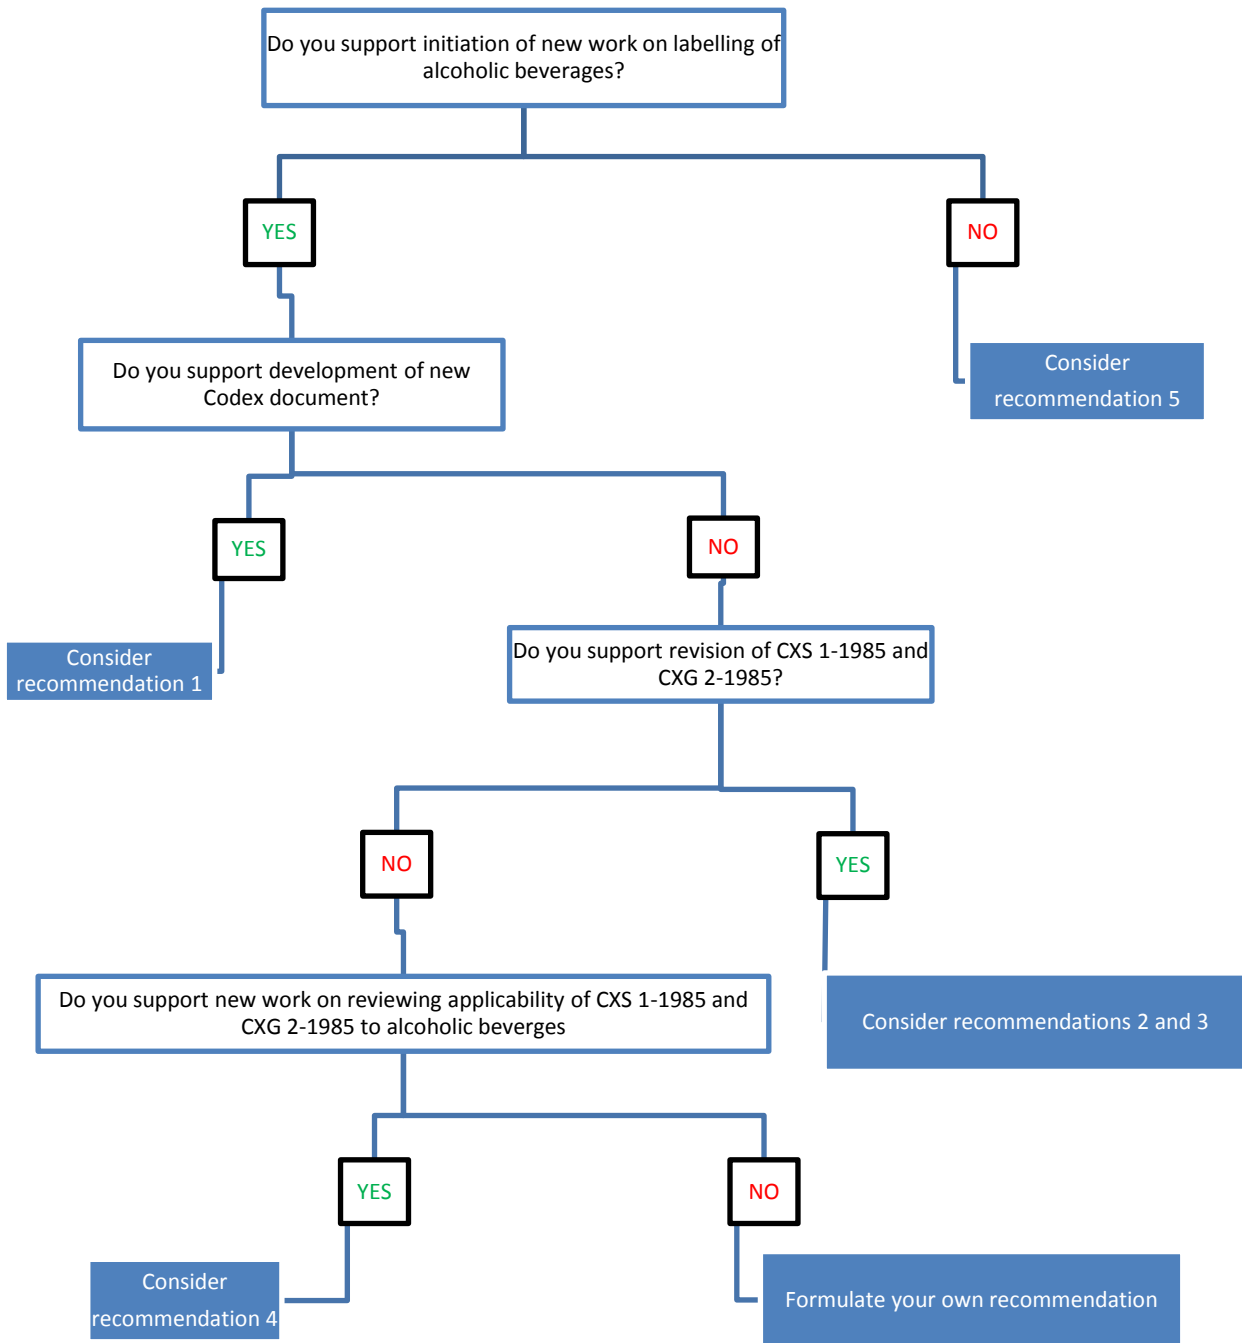 Do you support initiation of new work on labelling of
alcoholic beverages?
YES
NO
Do you support development of new
Codex document?
Consider
recommendation 5
YES
NO
Consider
recommendation 1
Do you support revision of CXS 1-1985 and
CXG 2-1985?
NO
YES
Do you support new work on reviewing applicability of CXS 1-1985 and
CXG 2-1985 to alcoholic beverges
Consider recommendations 2 and 3
YES
NO
Consider
recommendation 4
Formulate your own recommendation